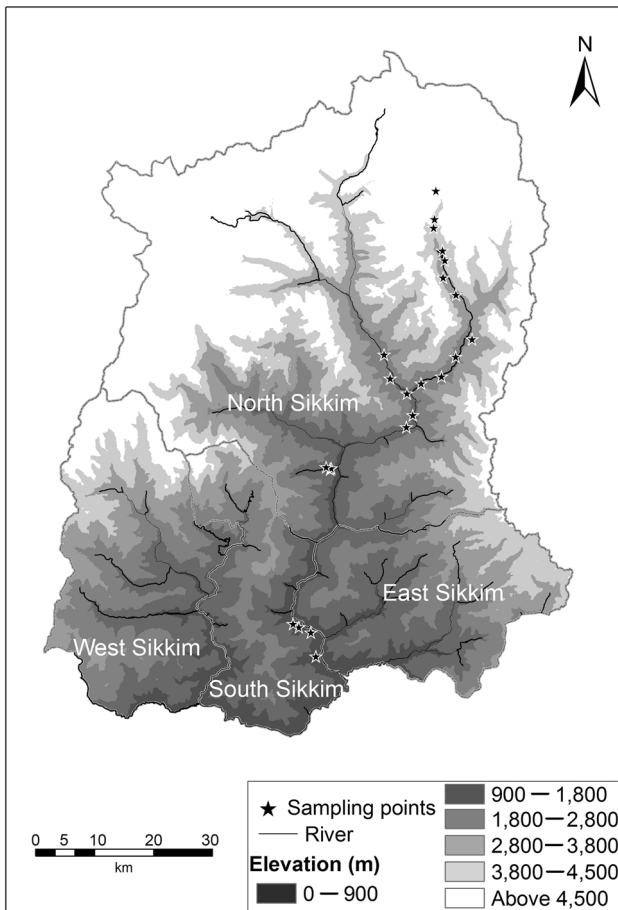 N
North Sikkim
East Sikkim
West Sikkim
South Sikkim
0 5 10 20 30
km
★ Sampling points
River
Elevation (m)
0 — 900
900 — 1,800
1,800 — 2,800
2,800 — 3,800
3,800 — 4,500
Above 4,500